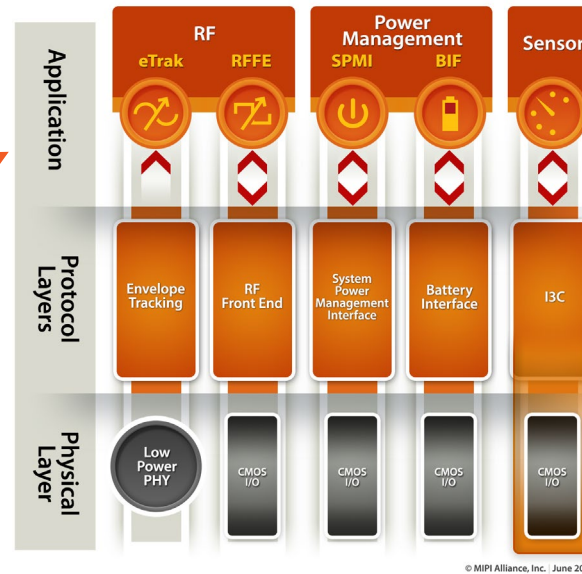 RF
Power
Management
Sensor
eTrak
RFFE
SPMI
BIF
Application
Envelope
Tracking
RF
Front End
System
Power
Management
Interface
Battery
Interface
I3C
Protocol
Layers
Low
Power
PHY
CMOS
I/O
CMOS
I/O
CMOS
I/O
CMOS
I/O
Physical
Layer
© MIPI Alliance, Inc. | June 20